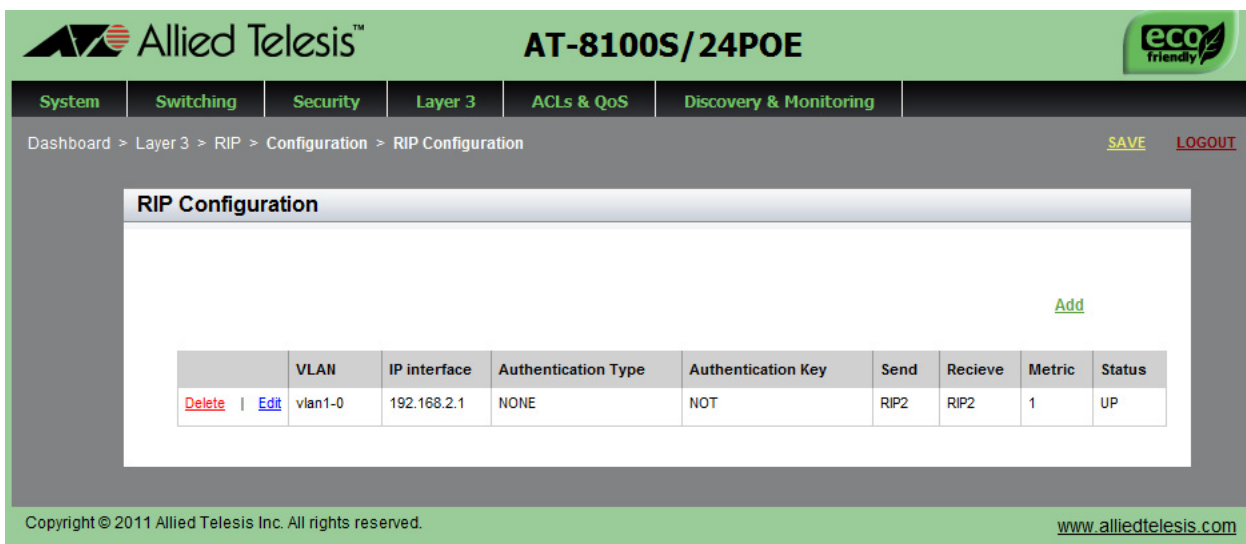 Allied Telesis™ AT-8100S/24POE eco friendly
System Switching Security Layer 3 ACLs & QoS Discovery & Monitoring
Dashboard > Layer 3 > RIP > Configuration > RIP Configuration SAVE LOGOUT
RIP Configuration
Add
VLAN IP interface Authentication Type Authentication Key Send Recieve Metric Status
Delete | Edit vlan1-0 192.168.2.1 NONE NOT RIP2 RIP2 1 UP
Copyright © 2011 Allied Telesis Inc. All rights reserved. www.alliedtelesis.com